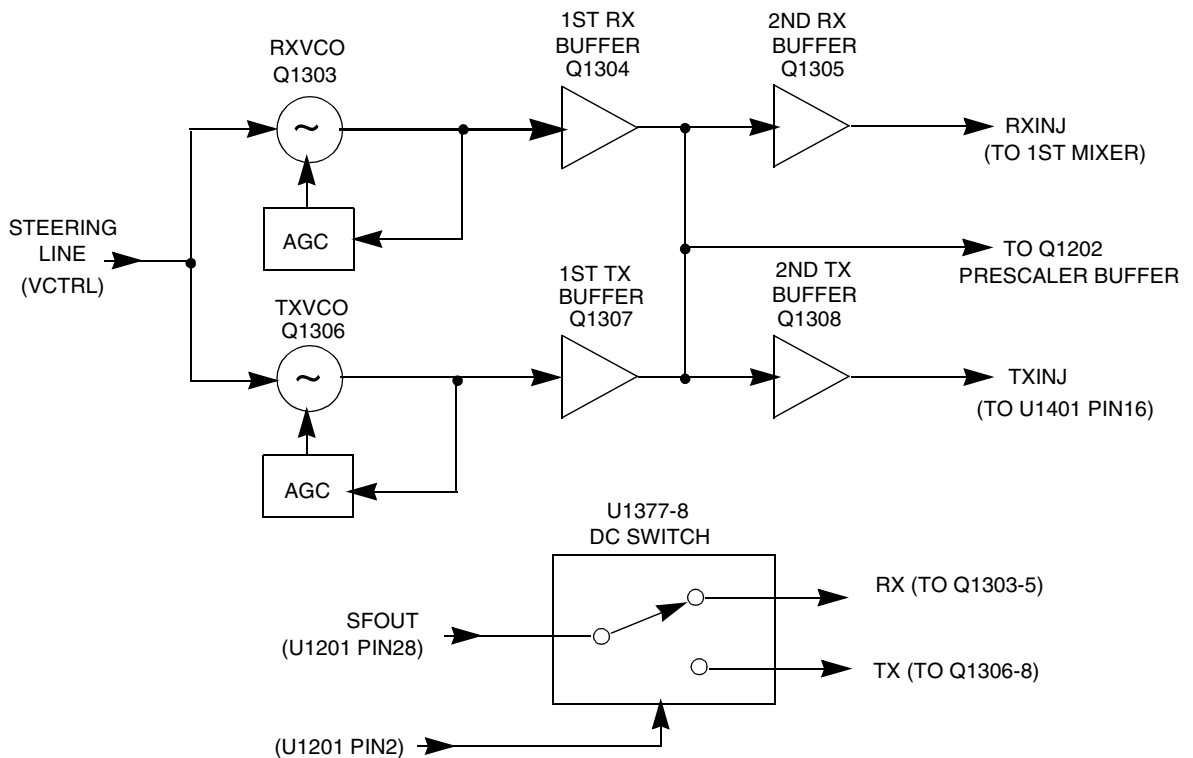 RXVCO
Q1303
1ST RX
BUFFER
Q1304
2ND RX
BUFFER
Q1305
~
RXINJ
(TO 1ST MIXER)
AGC
STEERING
LINE
(VCTRL)
TO Q1202
PRESCALER BUFFER
TXVCO
Q1306
1ST TX
BUFFER
Q1307
2ND TX
BUFFER
Q1308
~
TXINJ
(TO U1401 PIN16)
AGC
U1377-8
DC SWITCH
SFOUT
(U1201 PIN28)
RX (TO Q1303-5)
TX (TO Q1306-8)
(U1201 PIN2)